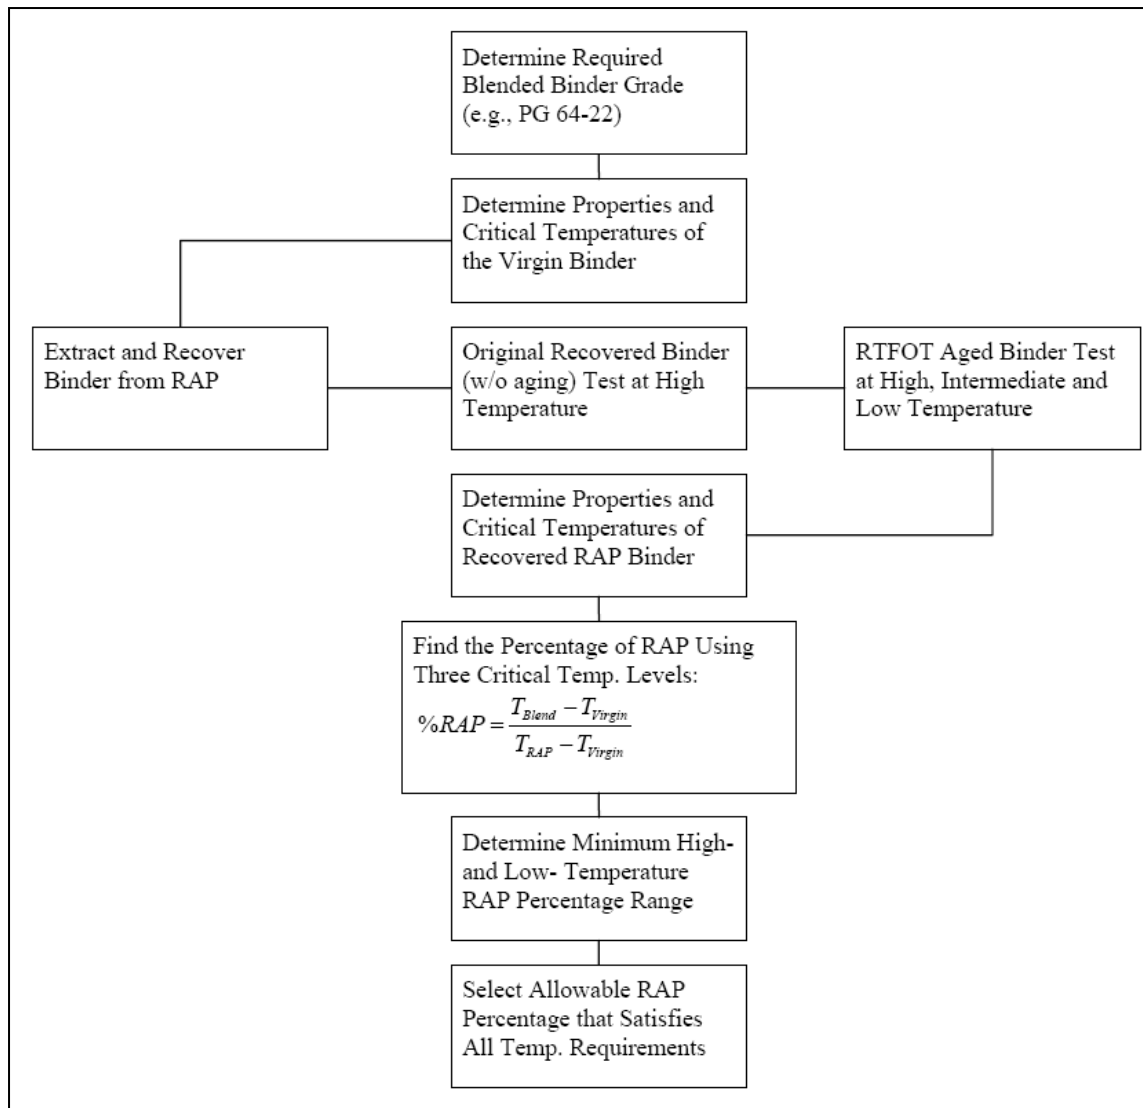 Determine Required
Blended Binder Grade
(e.g., PG 64-22)
Determine Properties and
Critical Temperatures of
the Virgin Binder
Extract and Recover
Binder from RAP
Original Recovered Binder
(w/o aging) Test at High
Temperature
RTFOT Aged Binder Test
at High, Intermediate and
Low Temperature
Determine Properties and
Critical Temperatures of
Recovered RAP Binder
Find the Percentage of RAP Using
Three Critical Temp. Levels:
%RAP = (T_Blend − T_Virgin) / (T_RAP − T_Virgin)
Determine Minimum High-
and Low- Temperature
RAP Percentage Range
Select Allowable RAP
Percentage that Satisfies
All Temp. Requirements